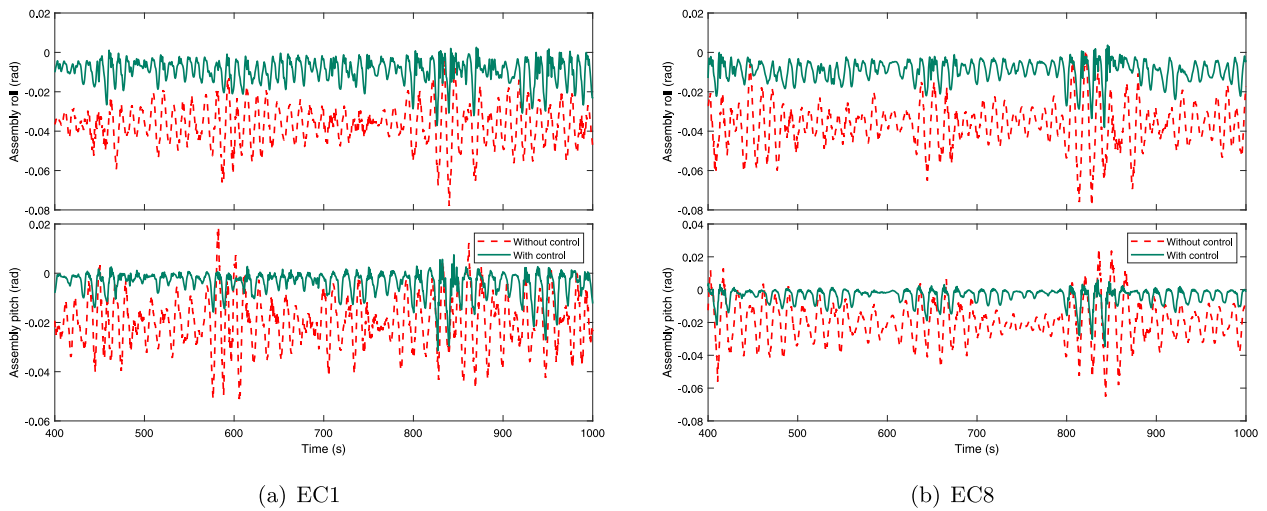 0.02
0
-0.02
-0.04
-0.06
-0.08
Assembly roll (rad)
0.02
0
-0.02
-0.04
-0.06
Assembly pitch (rad)
Without control
With control
400 500 600 700 800 900 1000
Time (s)
(a) EC1
0.02
0
-0.02
-0.04
-0.06
-0.08
Assembly roll (rad)
0.04
0.02
0
-0.02
-0.04
-0.06
-0.08
Assembly pitch (rad)
Without control
With control
400 500 600 700 800 900 1000
Time (s)
(b) EC8